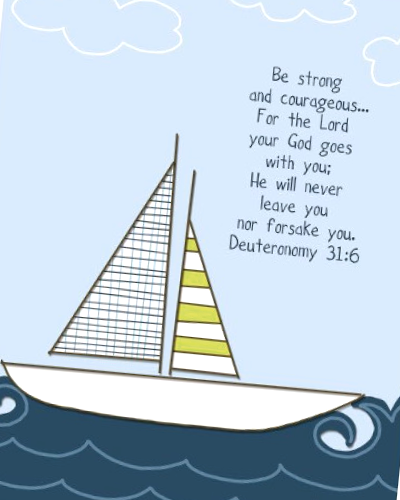 Be strong
and courageous...
For the Lord
your God goes
with you;
He will never
leave you
nor forsake you.
Deuteronomy 31:6